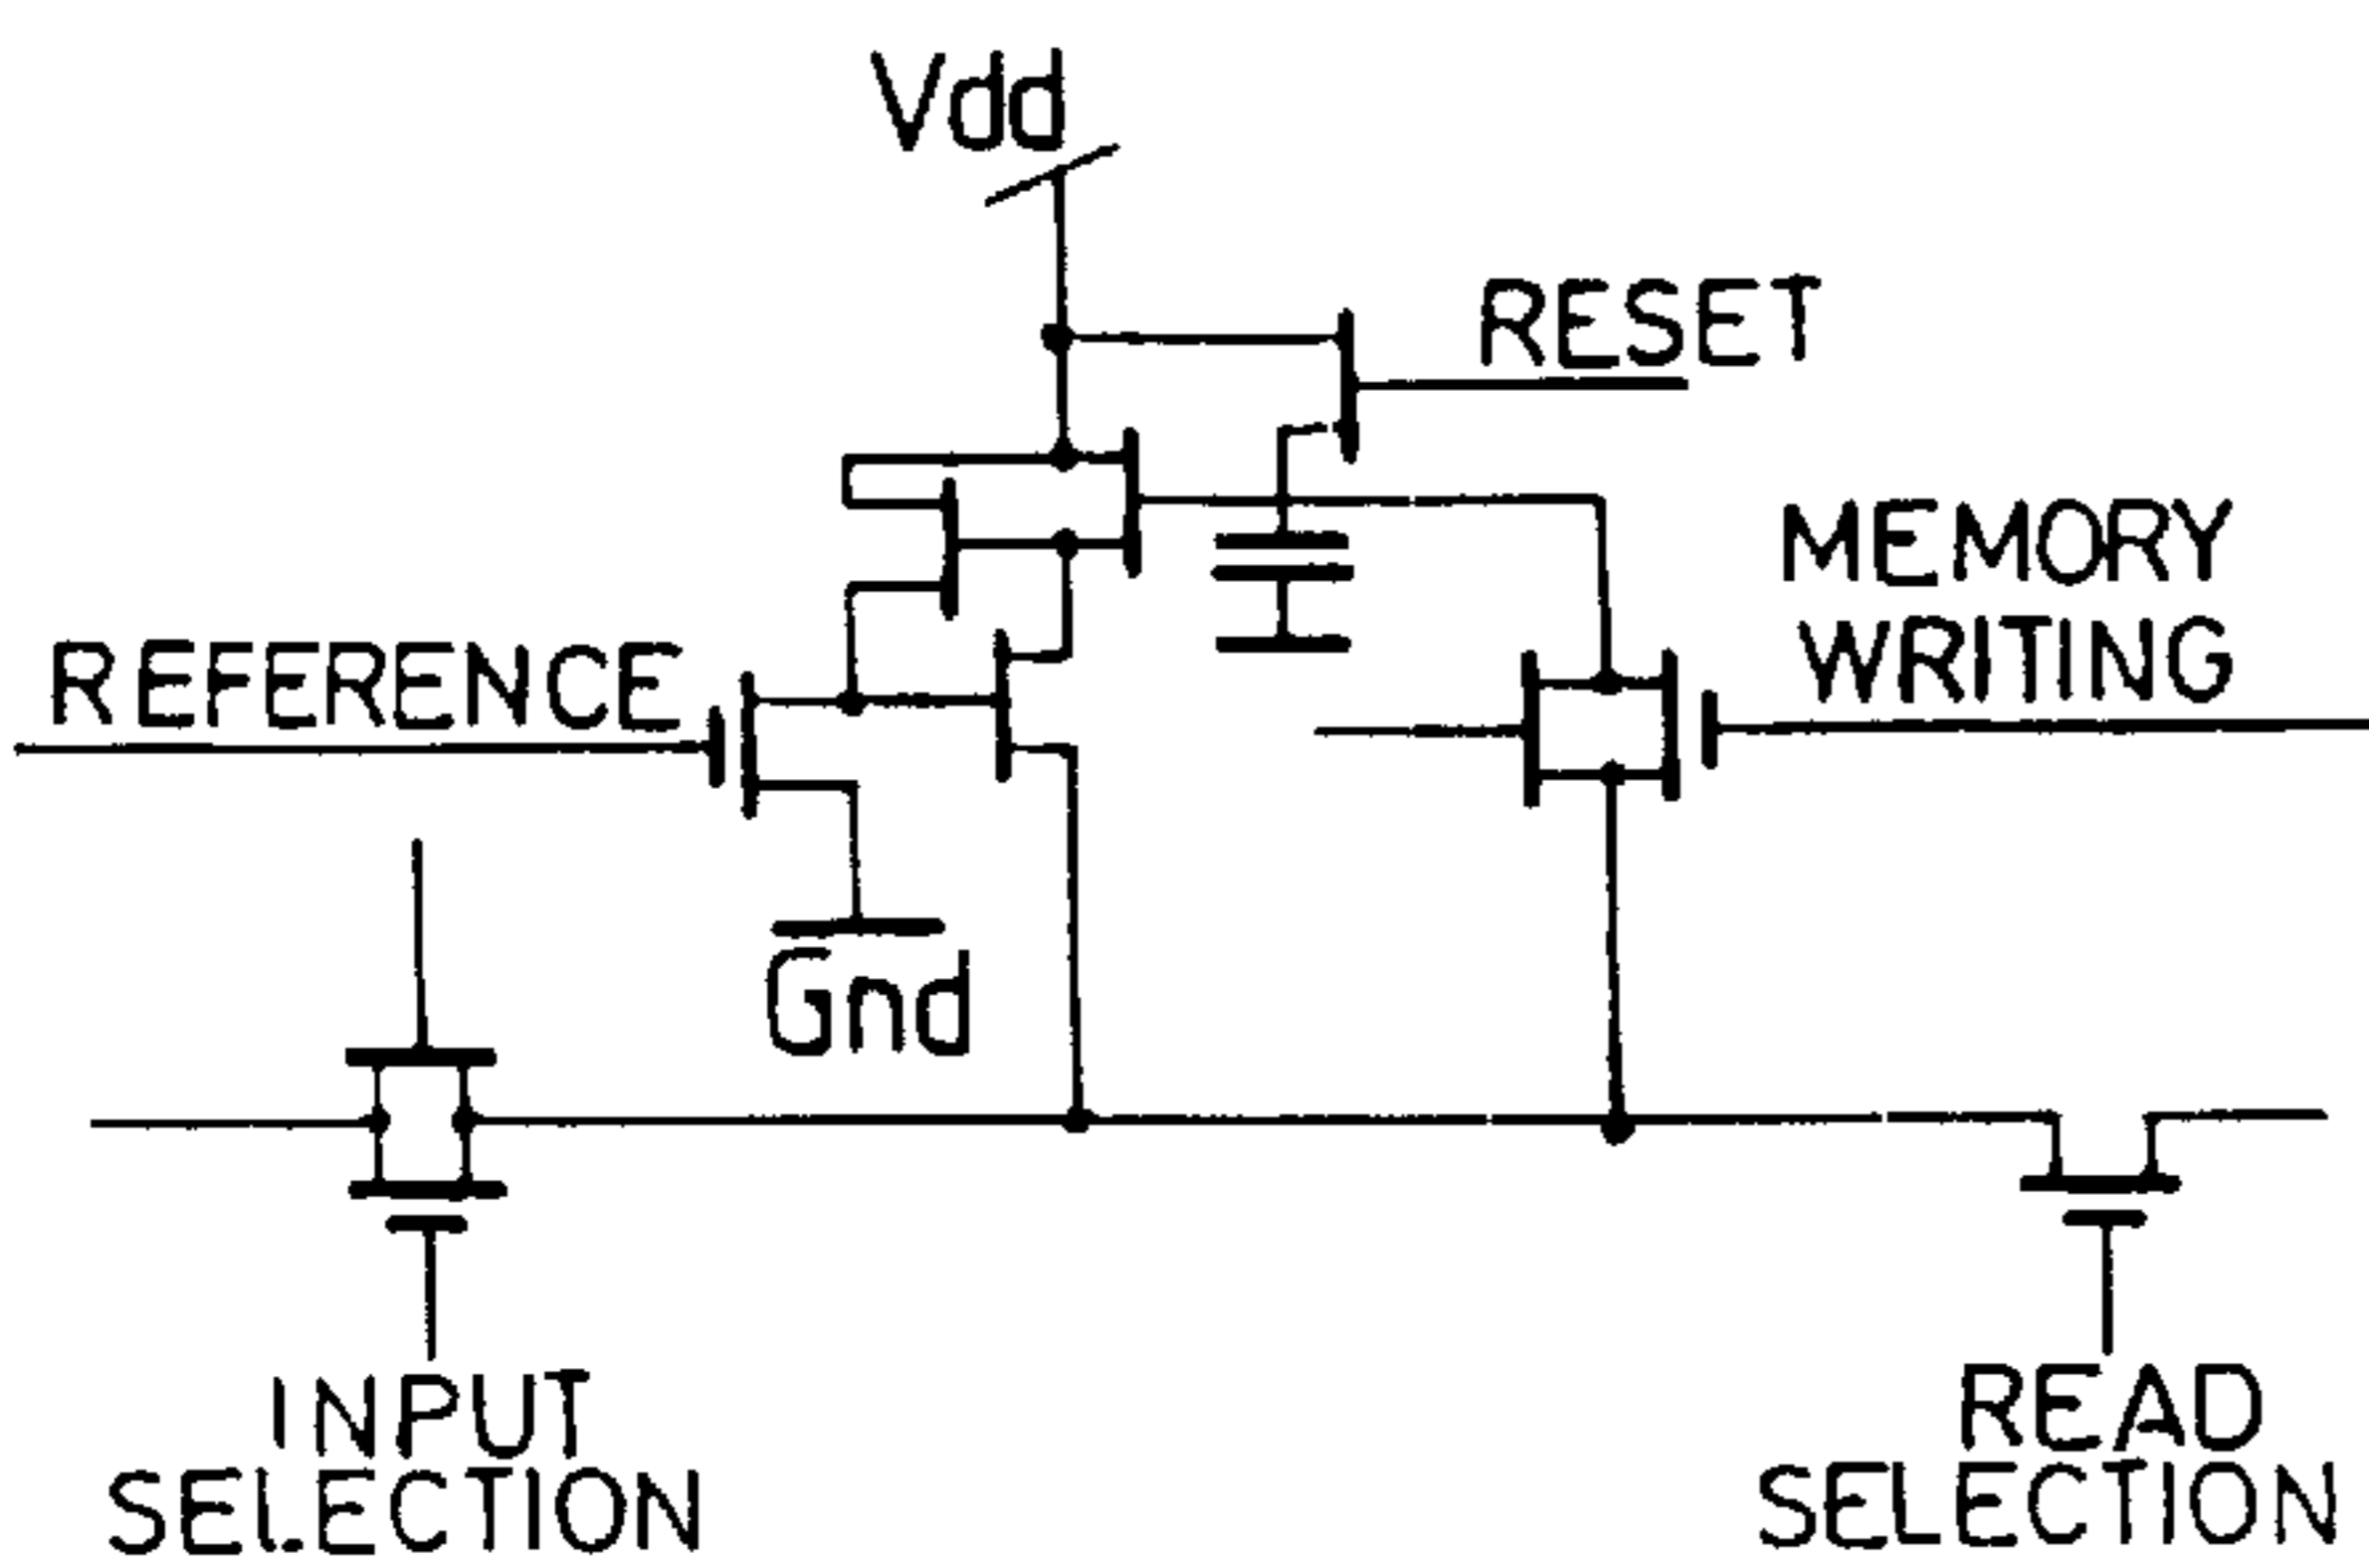 Vdd
RESET
MEMORY
WRITING
REFERENCE
Gnd
INPUT
SELECTION
READ
SELECTION